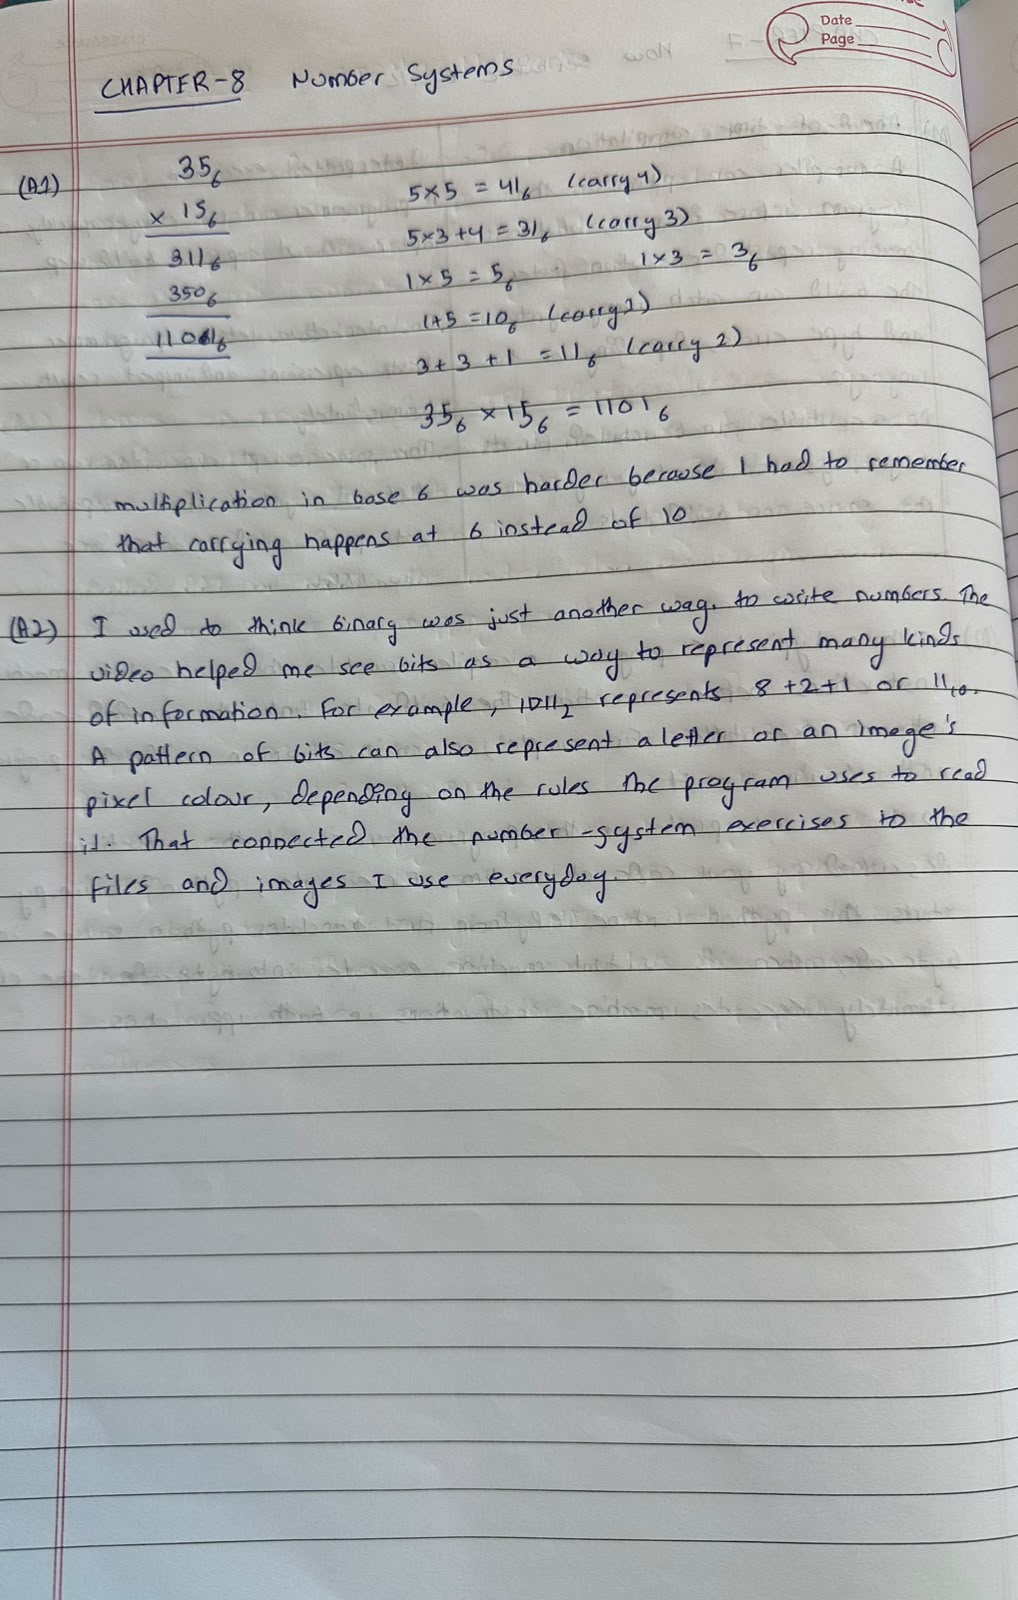 Date
Page
CHAPTER-8 Number Systems
(A1)
35₆
× 15₆
311₆
350₆
1101₆
5×5 = 41₆ (carry 4)
5×3+4 = 31₆ (carry 3)
1×5 = 5₆ 1×3 = 3₆
1+5 = 10₆ (carry 1)
3+3+1 = 11₆ (carry 2)
35₆ × 15₆ = 1101₆
multiplication in base 6 was harder because I had to remember
that carrying happens at 6 instead of 10
(A2) I used to think binary was just another way. to write numbers. The
video helped me see bits as a way to represent many kinds
of information. For example, 1011₂ represents 8+2+1 or 11₁₀.
A pattern of bits can also represent a letter or an image's
pixel colour, depending on the rules the program uses to read
it. That connected the number-system exercises to the
files and images I use everyday.